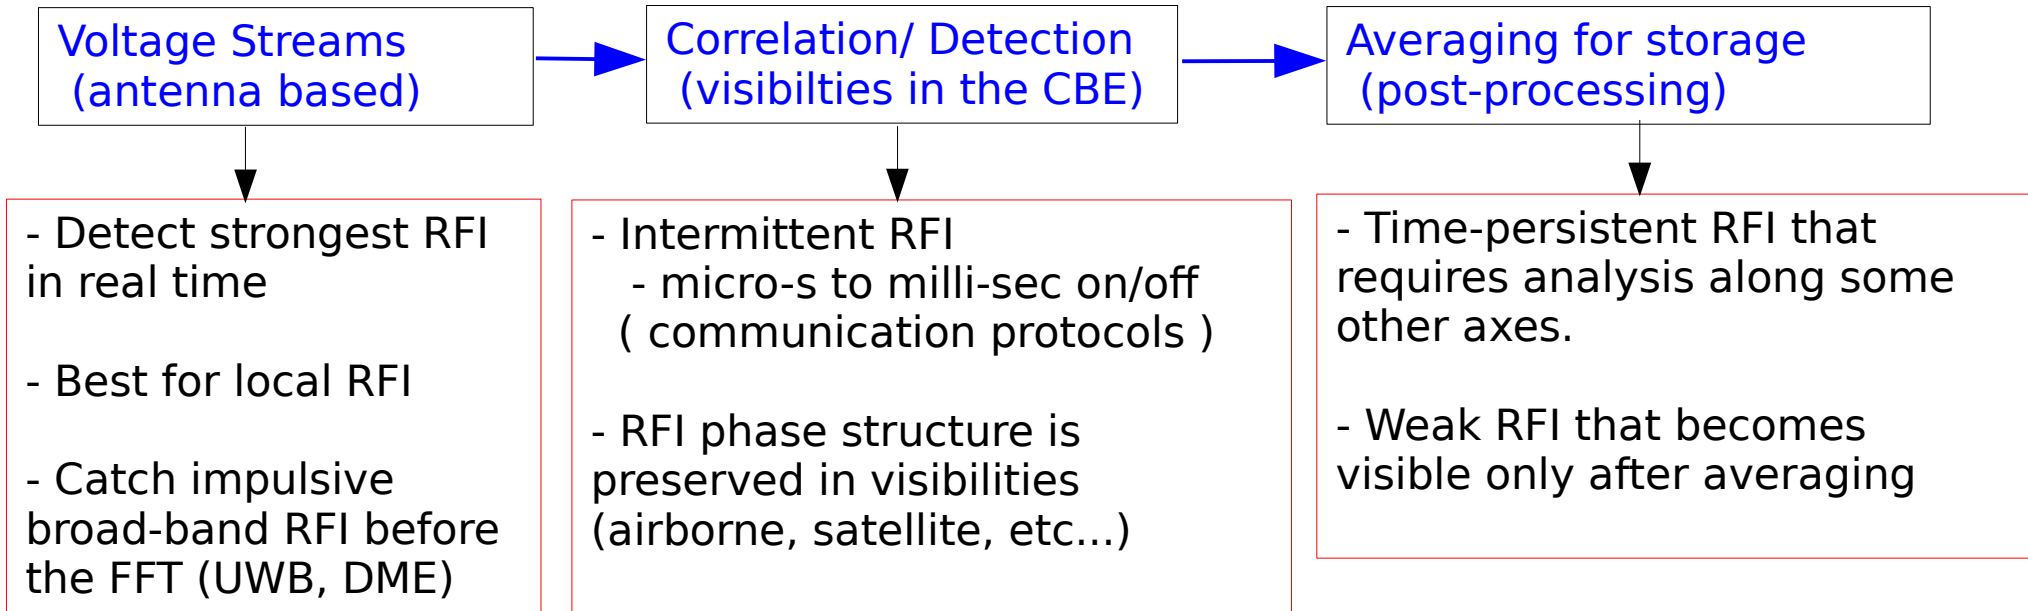 Voltage Streams
(antenna based)
Correlation/ Detection
(visibilties in the CBE)
Averaging for storage
(post-processing)
- Detect strongest RFI
in real time
- Best for local RFI
- Catch impulsive
broad-band RFI before
the FFT (UWB, DME)
- Intermittent RFI
- micro-s to milli-sec on/off
( communication protocols )
- RFI phase structure is
preserved in visibilities
(airborne, satellite, etc...)
- Time-persistent RFI that
requires analysis along some
other axes.
- Weak RFI that becomes
visible only after averaging